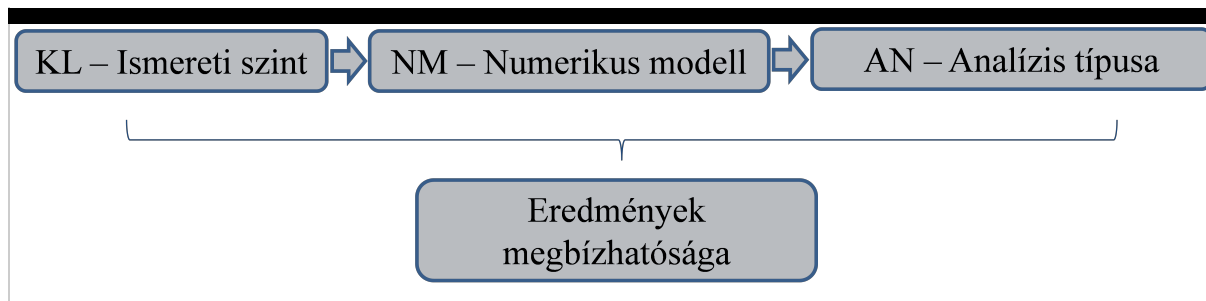 KL – Ismereti szint
NM – Numerikus modell
AN – Analízis típusa
Eredmények
megbízhatósága